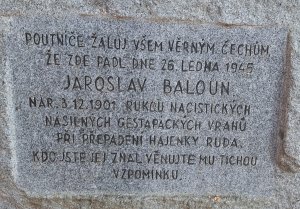 POUTNÍČE ŽALUJ VŠEM VĚRNÝM ČECHŮM,
ŽE ZDE PADL DNE 26. LEDNA 1945
JAROSLAV BALOUN
NAR. 3.12.1901 RUKOU NACISTICKÝCH
NÁSILNÝCH GESTAPÁCKÝCH VRAHŮ
PŘI PŘEPADENÍ HÁJENKY RUDA.
KDO JSTE JEJ ZNAL VĚNUJTE MU TICHOU
VZPOMÍNKU.